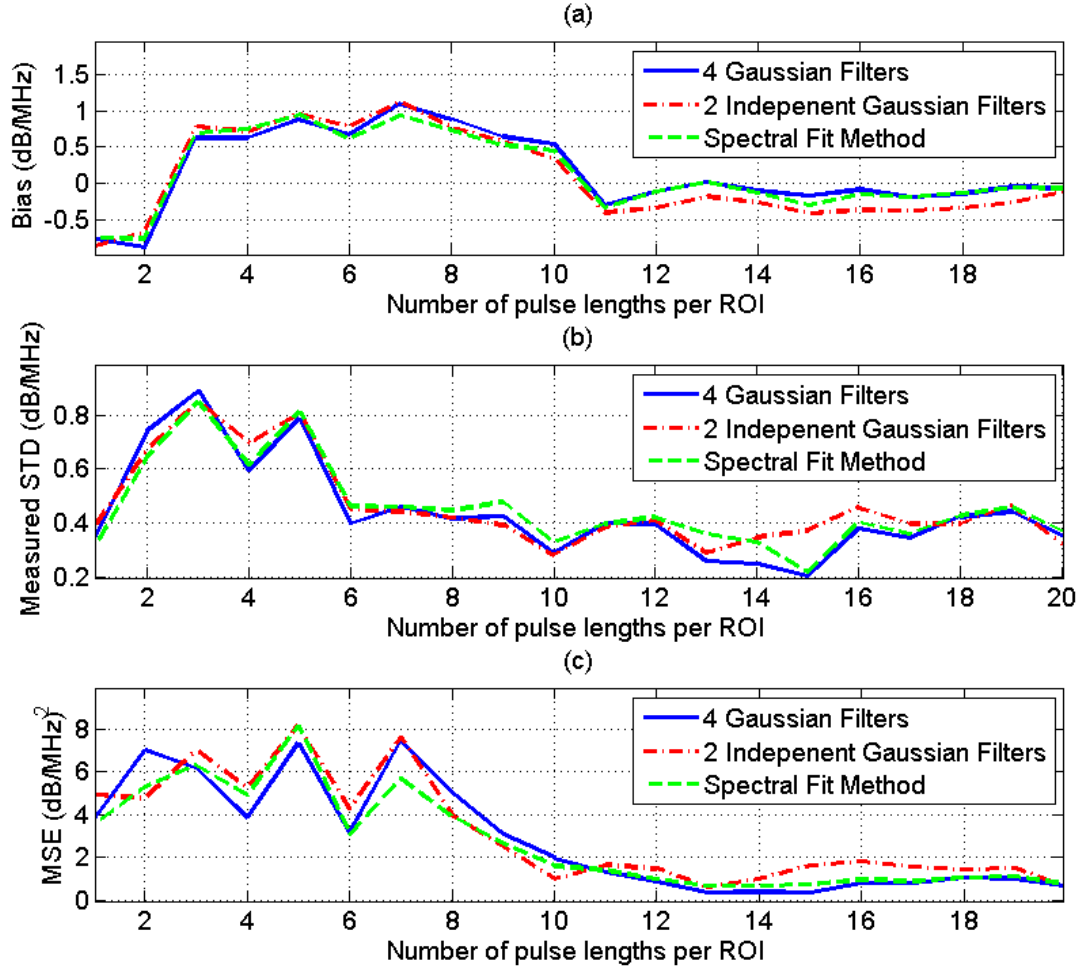 (a)
Bias (dB/MHz)
1.5
1
0.5
0
-0.5
4 Gaussian Filters
2 Indepenent Gaussian Filters
Spectral Fit Method
2 4 6 8 10 12 14 16 18
Number of pulse lengths per ROI
(b)
Measured STD (dB/MHz)
0.8
0.6
0.4
0.2
4 Gaussian Filters
2 Indepenent Gaussian Filters
Spectral Fit Method
2 4 6 8 10 12 14 16 18 20
Number of pulse lengths per ROI
(c)
MSE (dB/MHz)²
8
6
4
2
0
4 Gaussian Filters
2 Indepenent Gaussian Filters
Spectral Fit Method
2 4 6 8 10 12 14 16 18
Number of pulse lengths per ROI